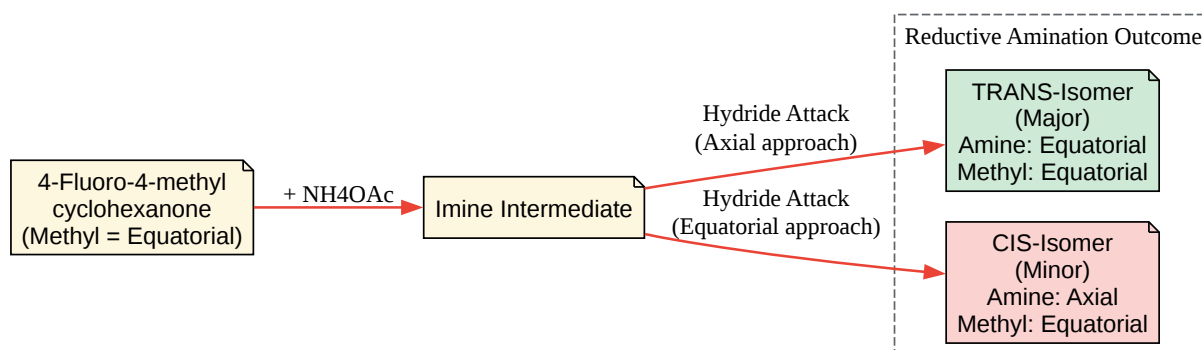 Reductive Amination Outcome
4-Fluoro-4-methyl
cyclohexanone
(Methyl = Equatorial)
+ NH4OAc
Imine Intermediate
Hydride Attack
(Axial approach)
Hydride Attack
(Equatorial approach)
TRANS-Isomer
(Major)
Amine: Equatorial
Methyl: Equatorial
CIS-Isomer
(Minor)
Amine: Axial
Methyl: Equatorial